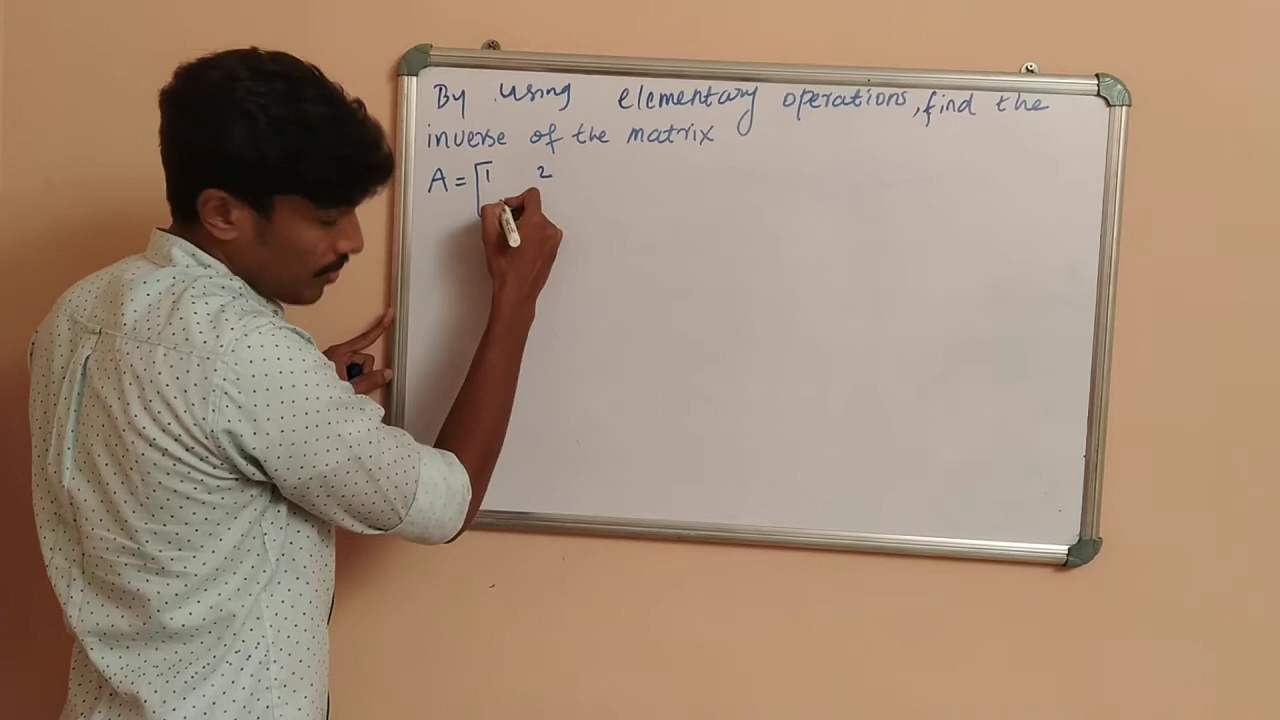 By using elementary operations, find the
inverse of the matrix
A = [1 2